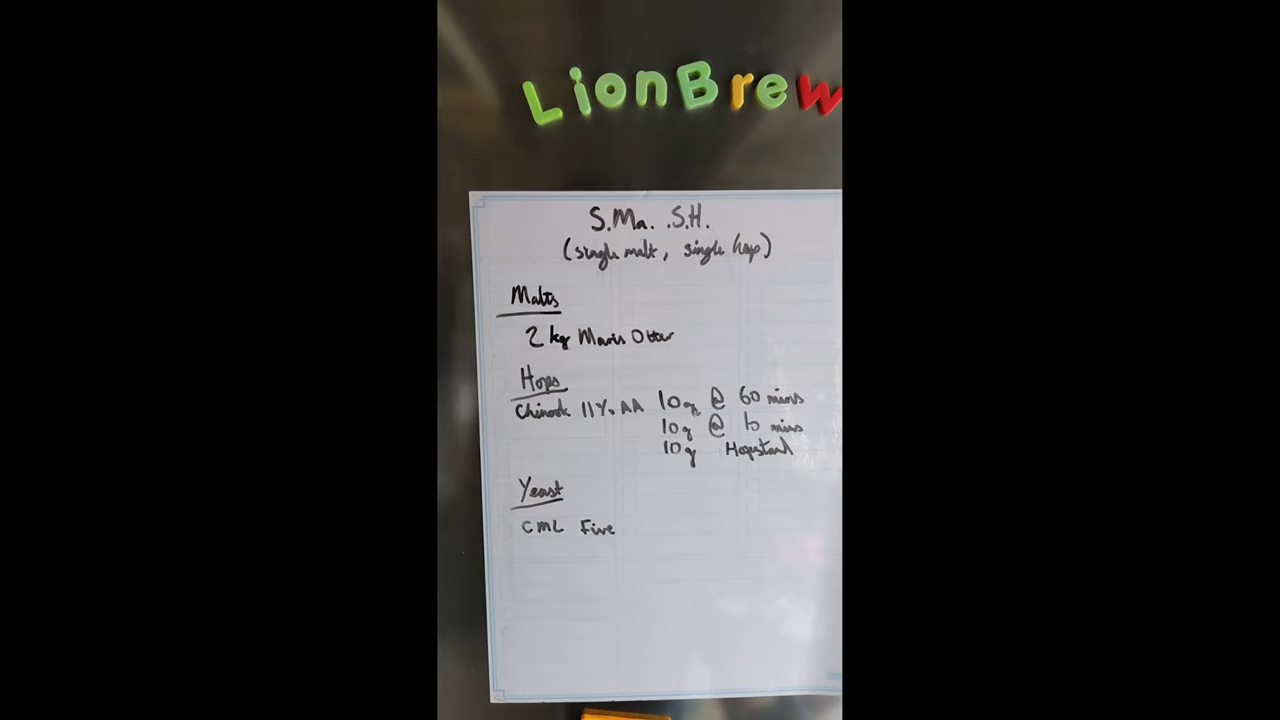 LionBrew
S.Ma. .S.H.
(single malt, single hop)
Malts
2 kg Maris Otter
Hops
Chinook 11% AA 10g @ 60 mins
10g @ 10 mins
10g Hopstand
Yeast
CML Five